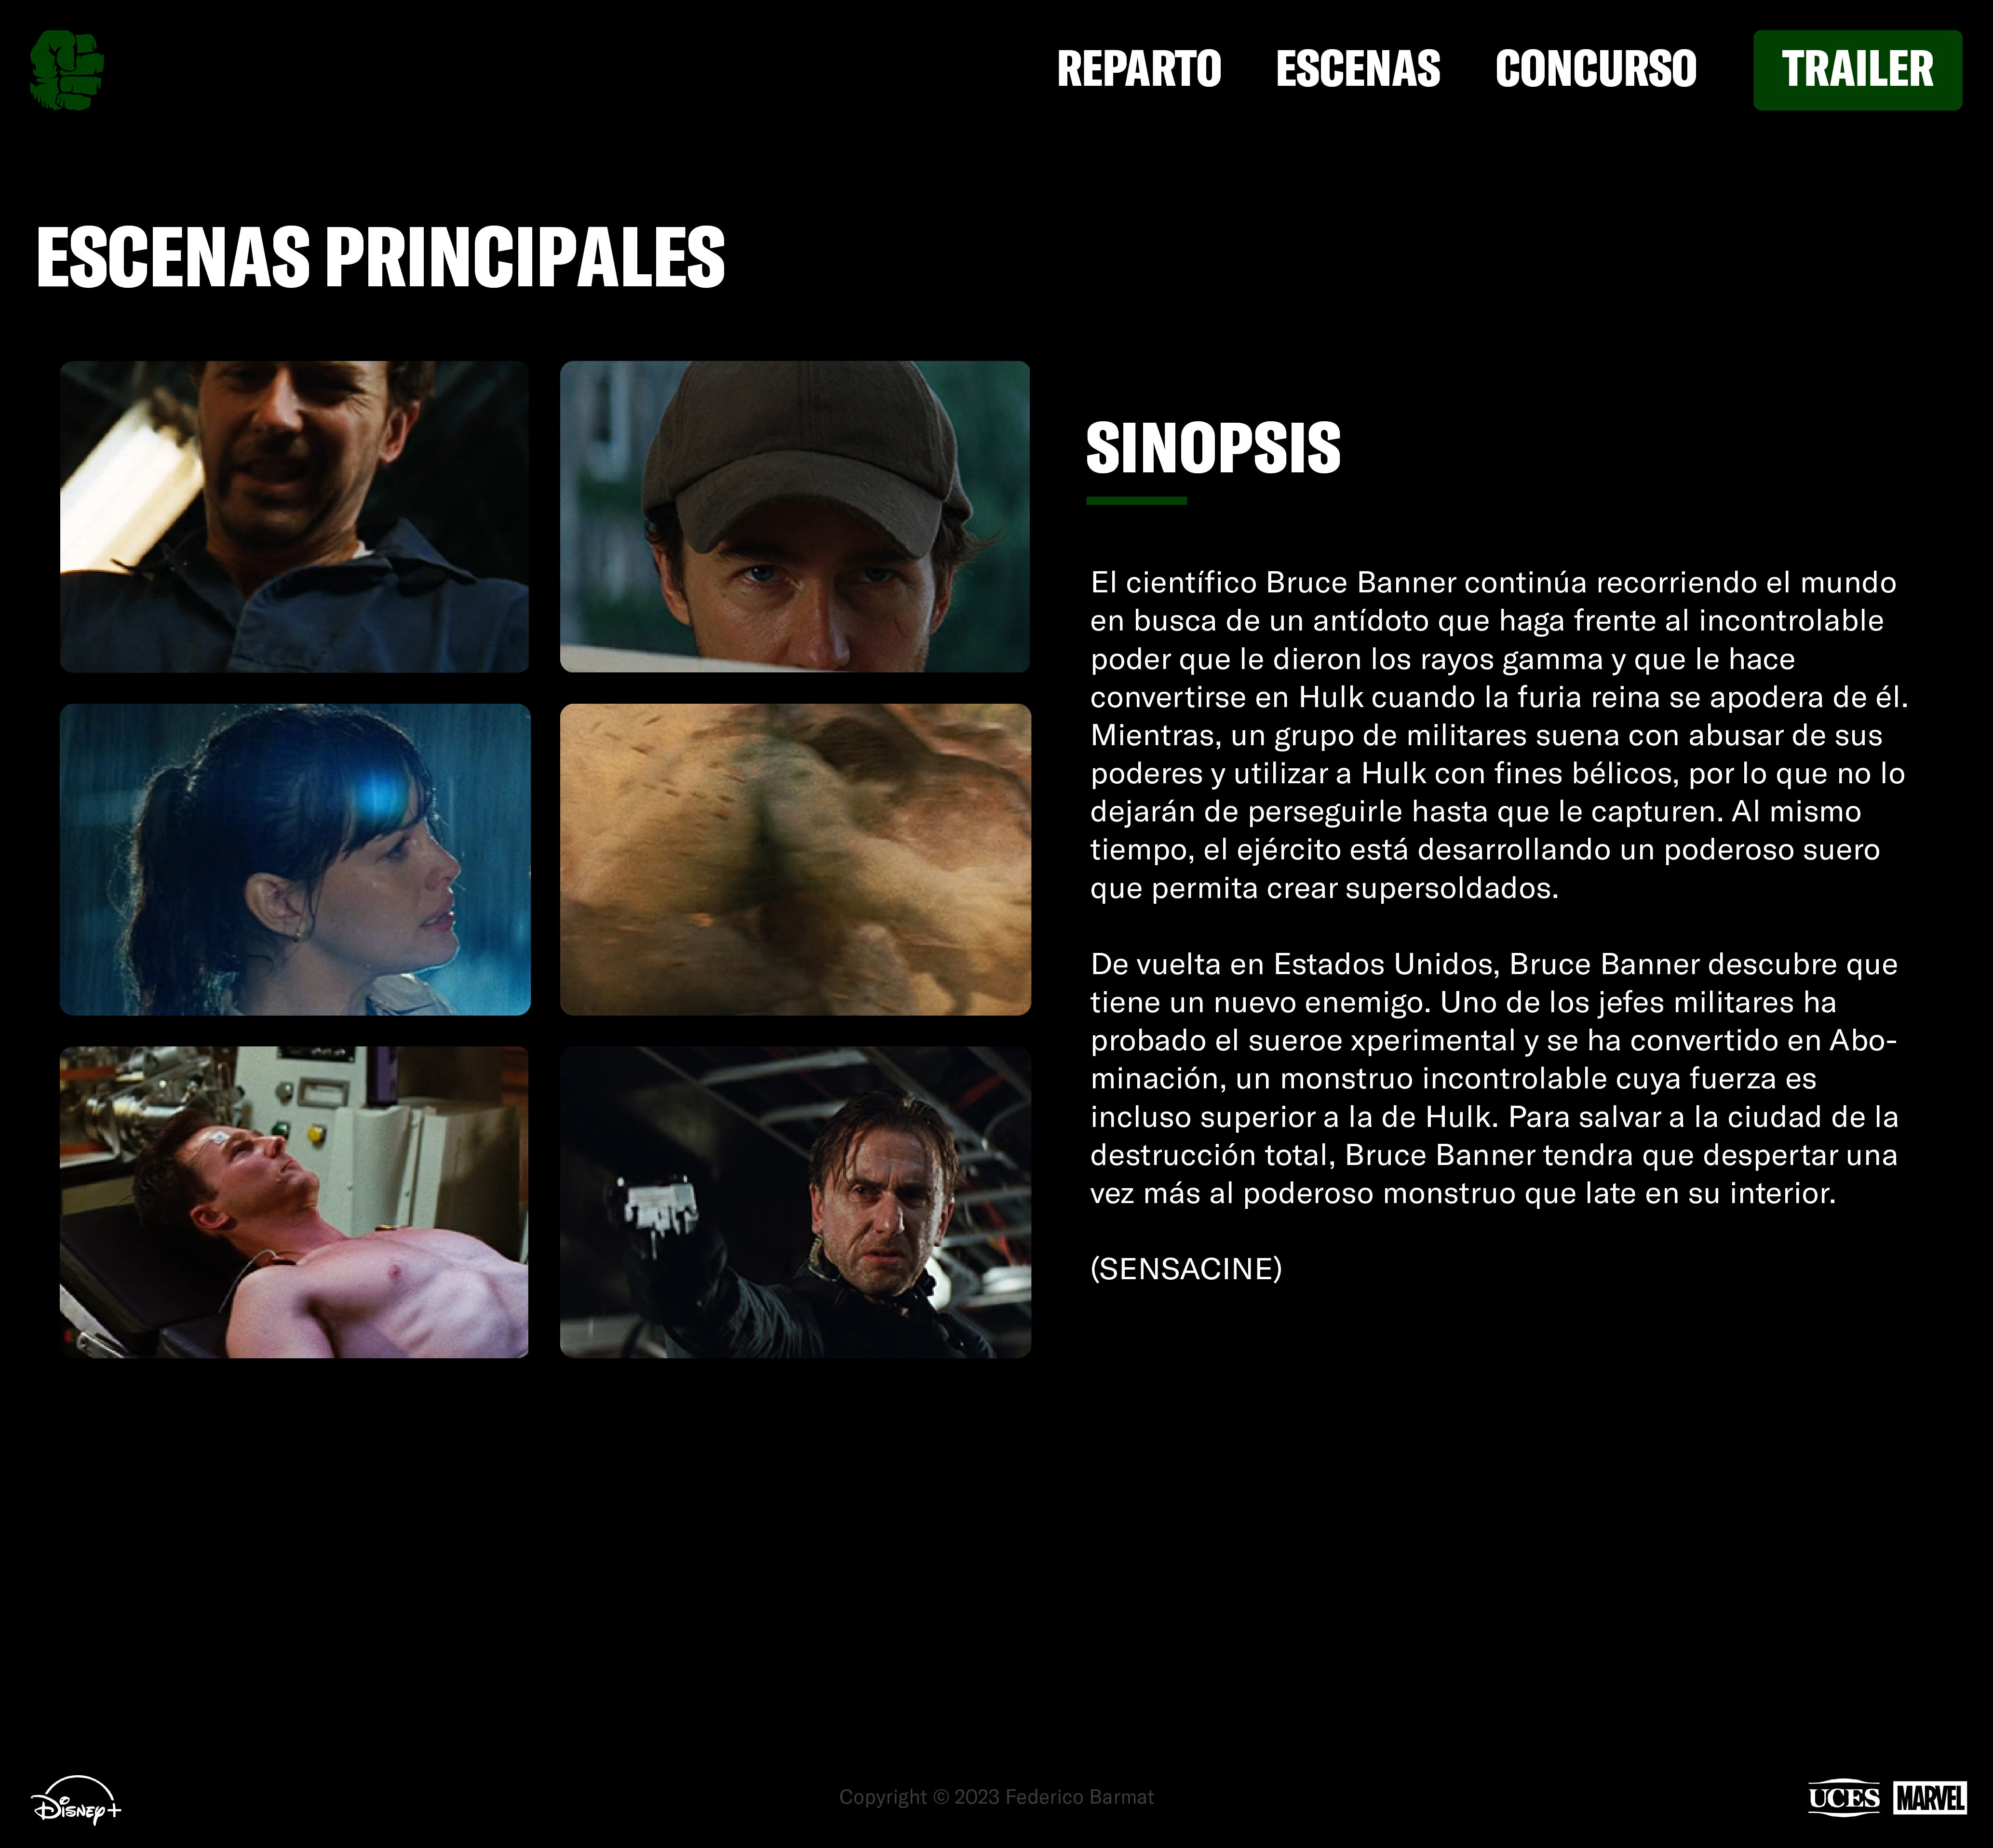 REPARTO ESCENAS CONCURSO TRAILER
ESCENAS PRINCIPALES
SINOPSIS
El científico Bruce Banner continúa recorriendo el mundo
en busca de un antídoto que haga frente al incontrolable
poder que le dieron los rayos gamma y que le hace
convertirse en Hulk cuando la furia reina se apodera de él.
Mientras, un grupo de militares suena con abusar de sus
poderes y utilizar a Hulk con fines bélicos, por lo que no lo
dejarán de perseguirle hasta que le capturen. Al mismo
tiempo, el ejército está desarrollando un poderoso suero
que permita crear supersoldados.
De vuelta en Estados Unidos, Bruce Banner descubre que
tiene un nuevo enemigo. Uno de los jefes militares ha
probado el sueroe xperimental y se ha convertido en Abo-
minación, un monstruo incontrolable cuya fuerza es
incluso superior a la de Hulk. Para salvar a la ciudad de la
destrucción total, Bruce Banner tendra que despertar una
vez más al poderoso monstruo que late en su interior.
(SENSACINE)
Disney+
Copyright © 2023 Federico Barmat
UCES MARVEL